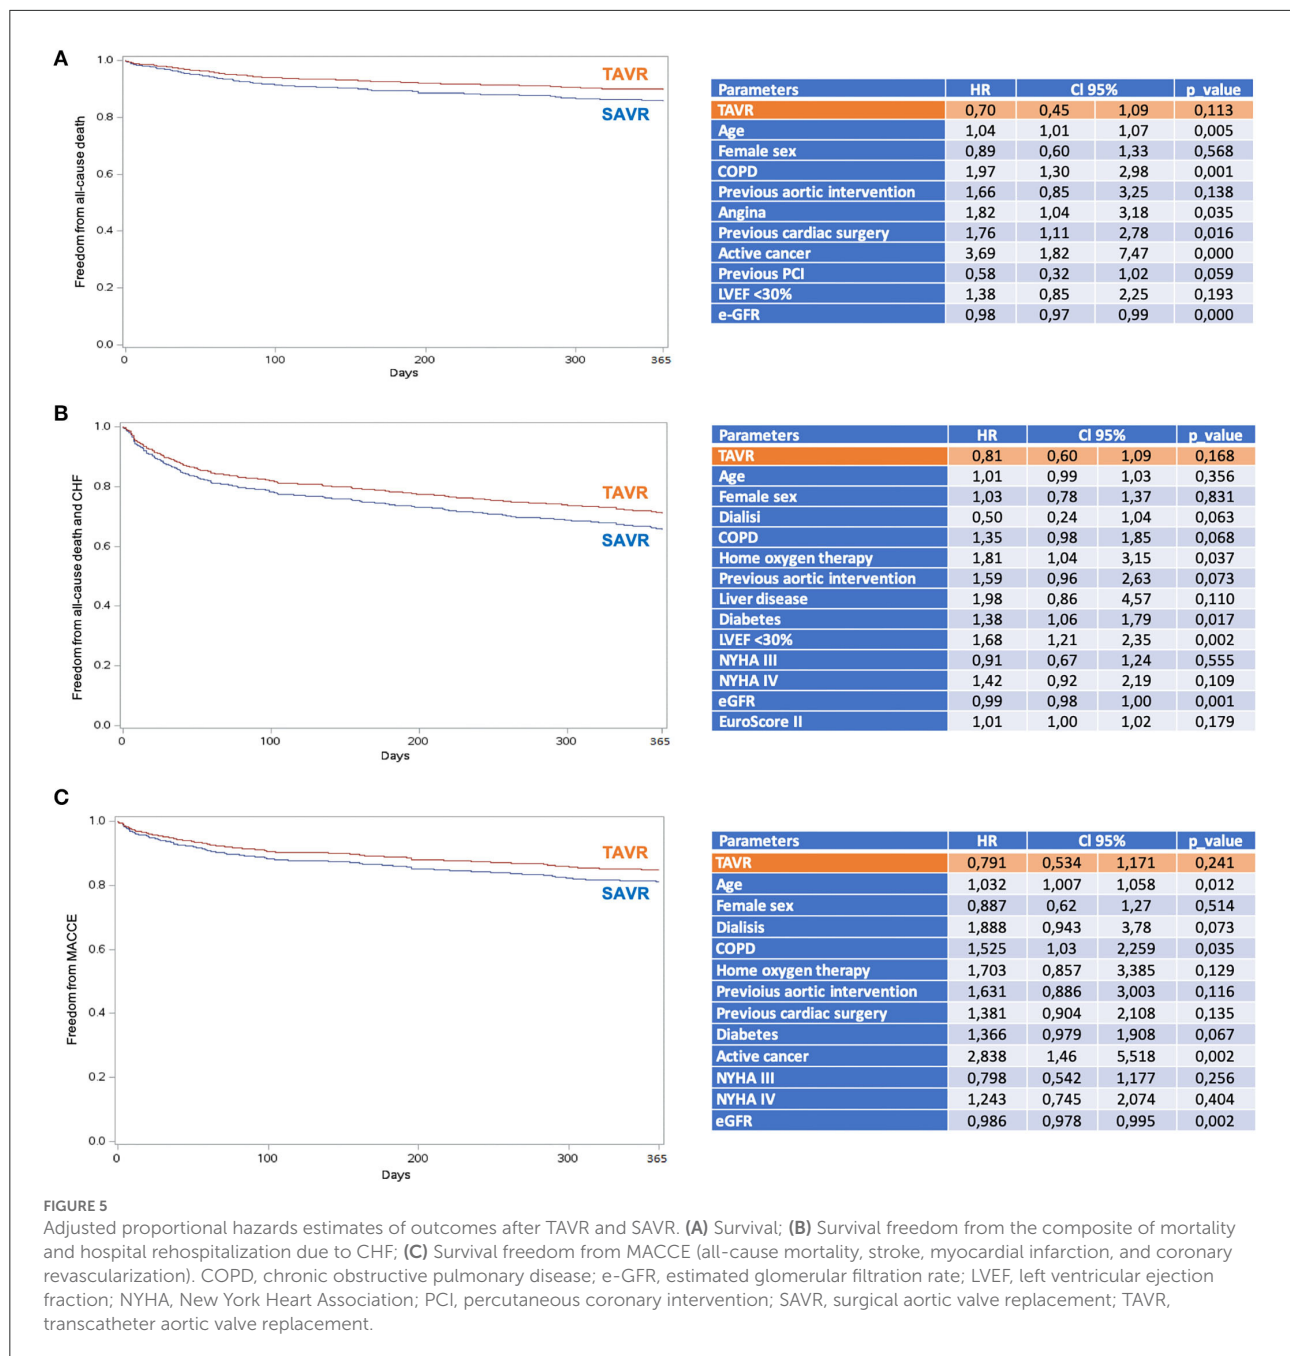 A
Freedom from all-cause death
1.0
0.8
0.6
0.4
0.2
0.0
TAVR
SAVR
0 100 200 300 365
Days
Parameters HR CI 95% p_value
TAVR 0,70 0,45 1,09 0,113
Age 1,04 1,01 1,07 0,005
Female sex 0,89 0,60 1,33 0,568
COPD 1,97 1,30 2,98 0,001
Previous aortic intervention 1,66 0,85 3,25 0,138
Angina 1,82 1,04 3,18 0,035
Previous cardiac surgery 1,76 1,11 2,78 0,016
Active cancer 3,69 1,82 7,47 0,000
Previous PCI 0,58 0,32 1,02 0,059
LVEF <30% 1,38 0,85 2,25 0,193
e-GFR 0,98 0,97 0,99 0,000
B
Freedom from all-cause death and CHF
1.0
0.8
0.6
0.4
0.2
0.0
TAVR
SAVR
0 100 200 300 365
Days
Parameters HR CI 95% p_value
TAVR 0,81 0,60 1,09 0,168
Age 1,01 0,99 1,03 0,356
Female sex 1,03 0,78 1,37 0,831
Dialisi 0,50 0,24 1,04 0,063
COPD 1,35 0,98 1,85 0,068
Home oxygen therapy 1,81 1,04 3,15 0,037
Previous aortic intervention 1,59 0,96 2,63 0,073
Liver disease 1,98 0,86 4,57 0,110
Diabetes 1,38 1,06 1,79 0,017
LVEF <30% 1,68 1,21 2,35 0,002
NYHA III 0,91 0,67 1,24 0,555
NYHA IV 1,42 0,92 2,19 0,109
eGFR 0,99 0,98 1,00 0,001
EuroScore II 1,01 1,00 1,02 0,179
C
Freedom from MACCE
1.0
0.8
0.6
0.4
0.2
0.0
TAVR
SAVR
0 100 200 300 365
Days
Parameters HR CI 95% p_value
TAVR 0,791 0,534 1,171 0,241
Age 1,032 1,007 1,058 0,012
Female sex 0,887 0,62 1,27 0,514
Dialisis 1,888 0,943 3,78 0,073
COPD 1,525 1,03 2,259 0,035
Home oxygen therapy 1,703 0,857 3,385 0,129
Previoius aortic intervention 1,631 0,886 3,003 0,116
Previous cardiac surgery 1,381 0,904 2,108 0,135
Diabetes 1,366 0,979 1,908 0,067
Active cancer 2,838 1,46 5,518 0,002
NYHA III 0,798 0,542 1,177 0,256
NYHA IV 1,243 0,745 2,074 0,404
eGFR 0,986 0,978 0,995 0,002
FIGURE 5
Adjusted proportional hazards estimates of outcomes after TAVR and SAVR. (A) Survival; (B) Survival freedom from the composite of mortality
and hospital rehospitalization due to CHF; (C) Survival freedom from MACCE (all-cause mortality, stroke, myocardial infarction, and coronary
revascularization). COPD, chronic obstructive pulmonary disease; e-GFR, estimated glomerular filtration rate; LVEF, left ventricular ejection
fraction; NYHA, New York Heart Association; PCI, percutaneous coronary intervention; SAVR, surgical aortic valve replacement; TAVR,
transcatheter aortic valve replacement.